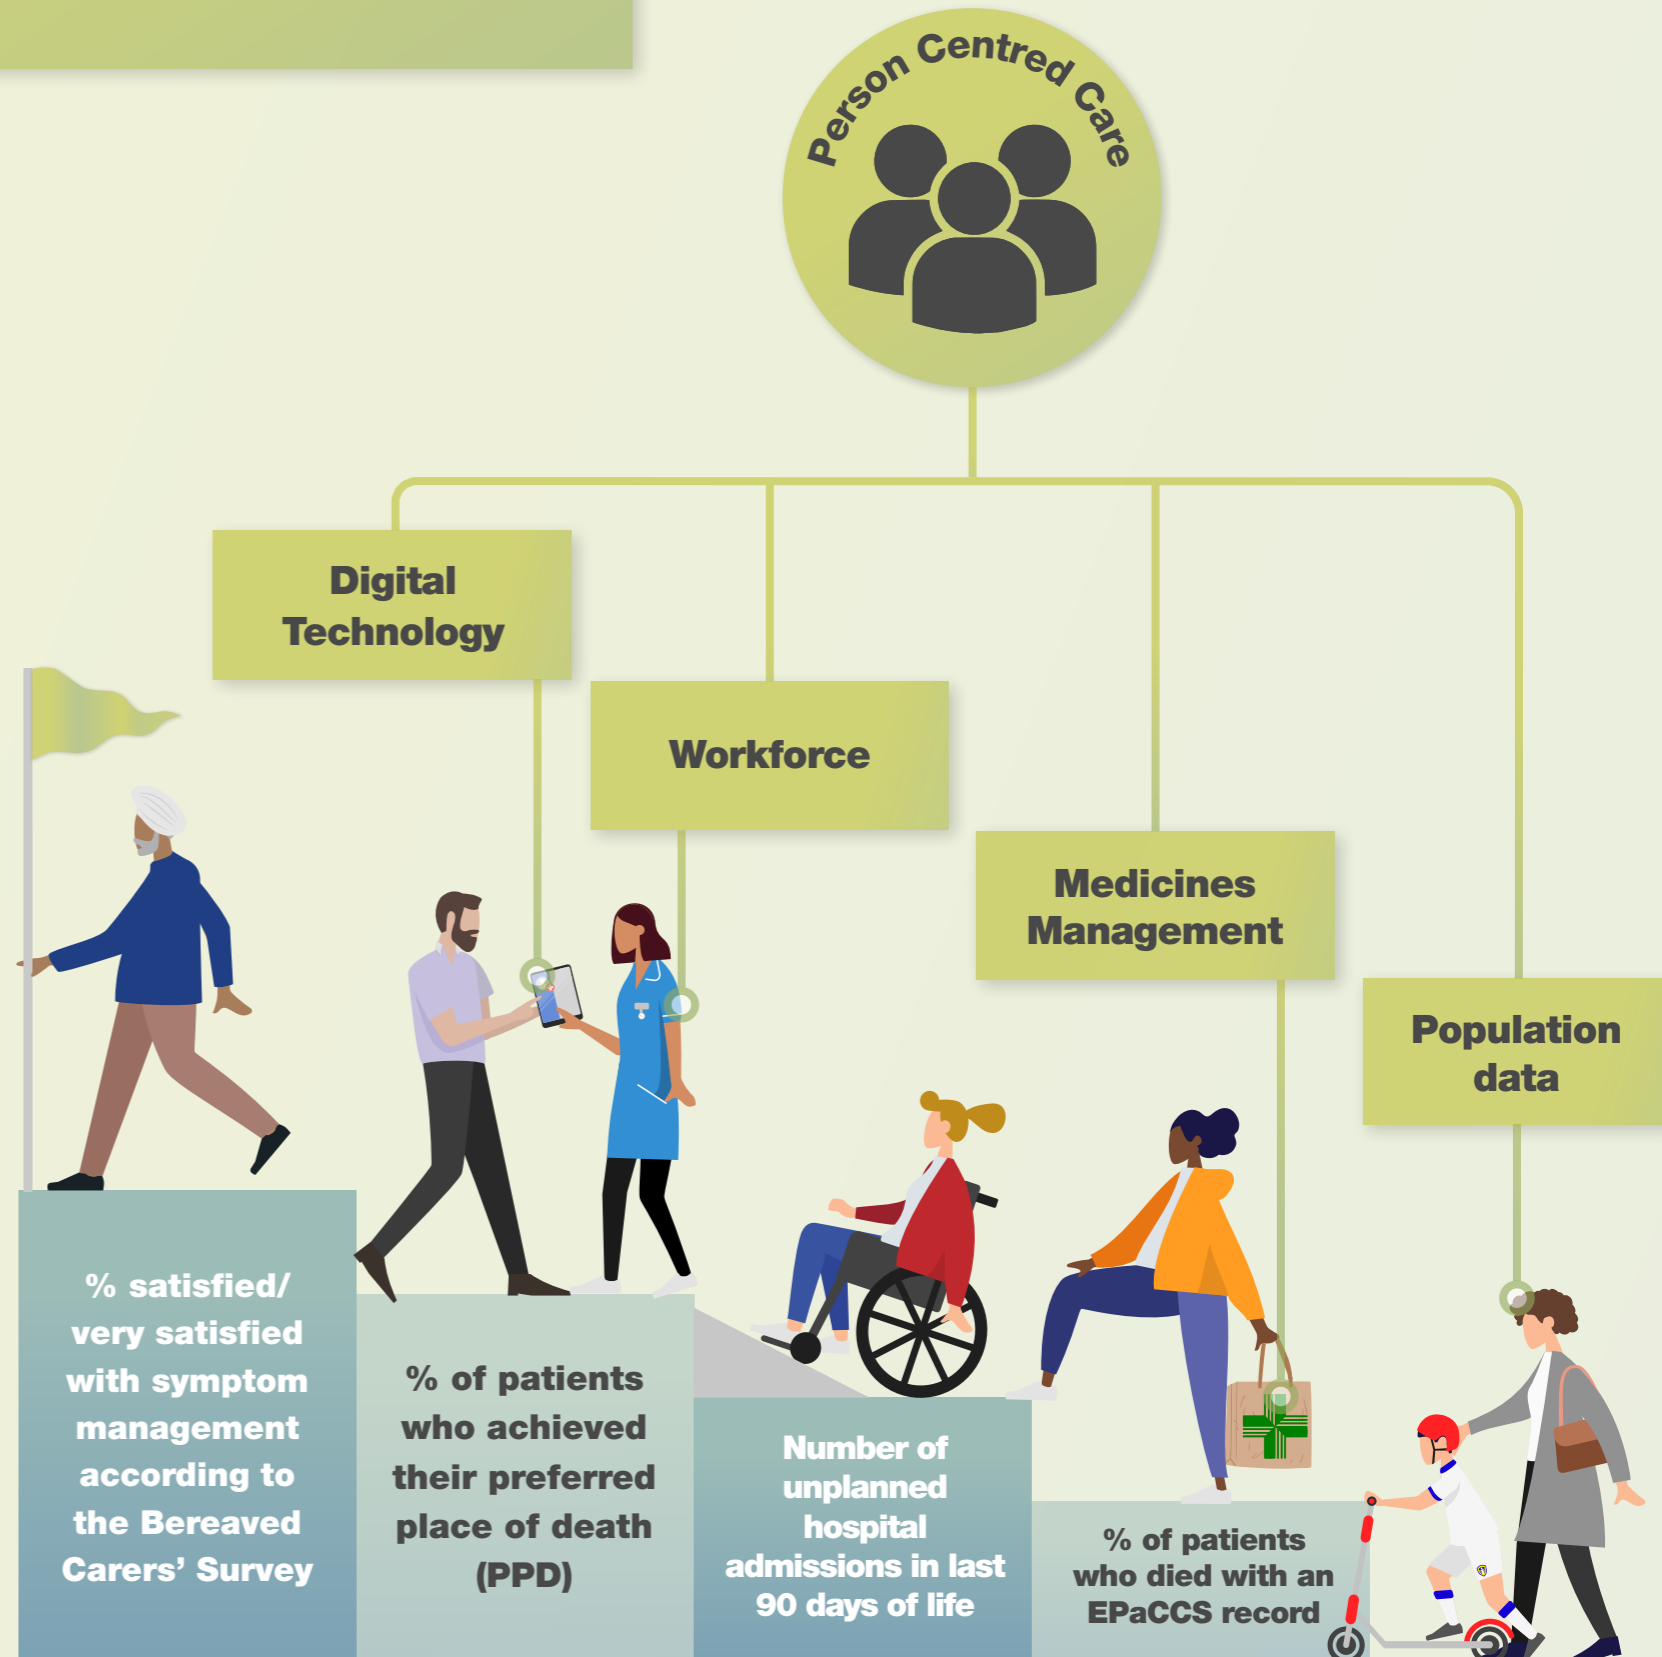 Person Centred Care
Digital
Technology
Workforce
Medicines
Management
Population
data
% satisfied/
very satisfied
with symptom
management
according to
the Bereaved
Carers’ Survey
% of patients
who achieved
their preferred
place of death
(PPD)
Number of
unplanned
hospital
admissions in last
90 days of life
% of patients
who died with an
EPaCCS record